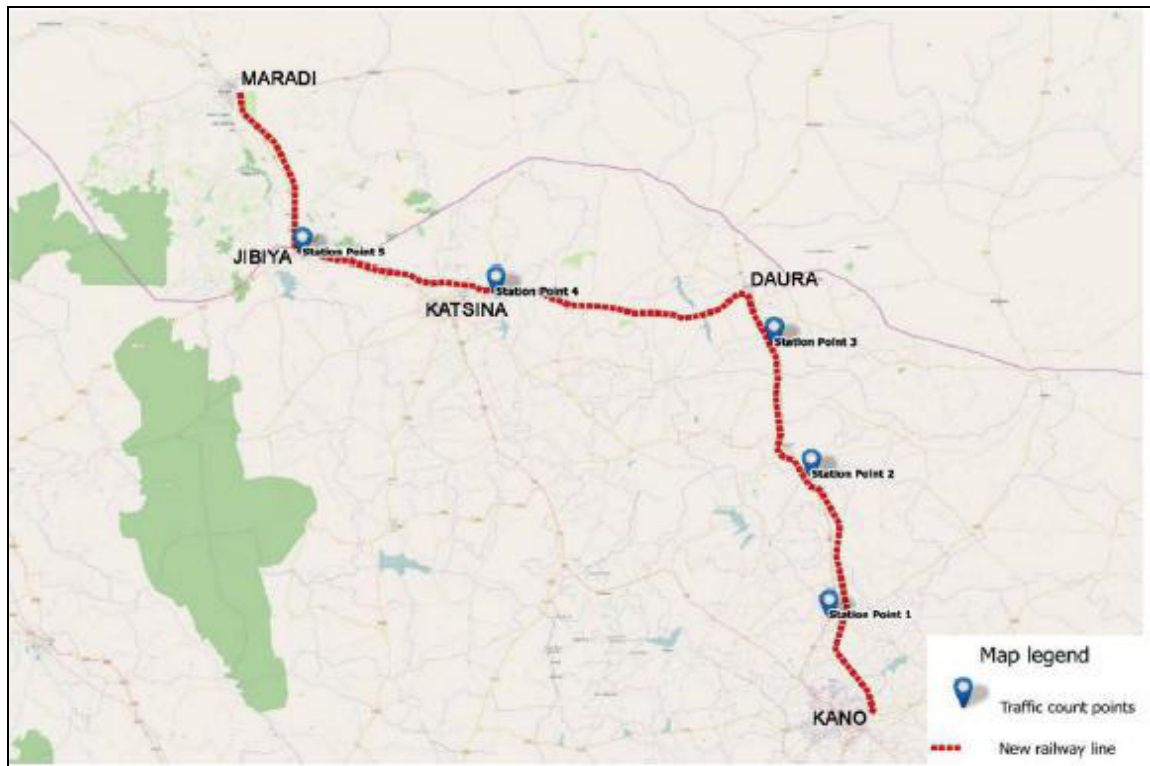 MARADI
JIBIYA
Station Point 5
KATSINA
Station Point 4
DAURA
Station Point 3
Station Point 2
Station Point 1
KANO
Map legend
Traffic count points
New railway line